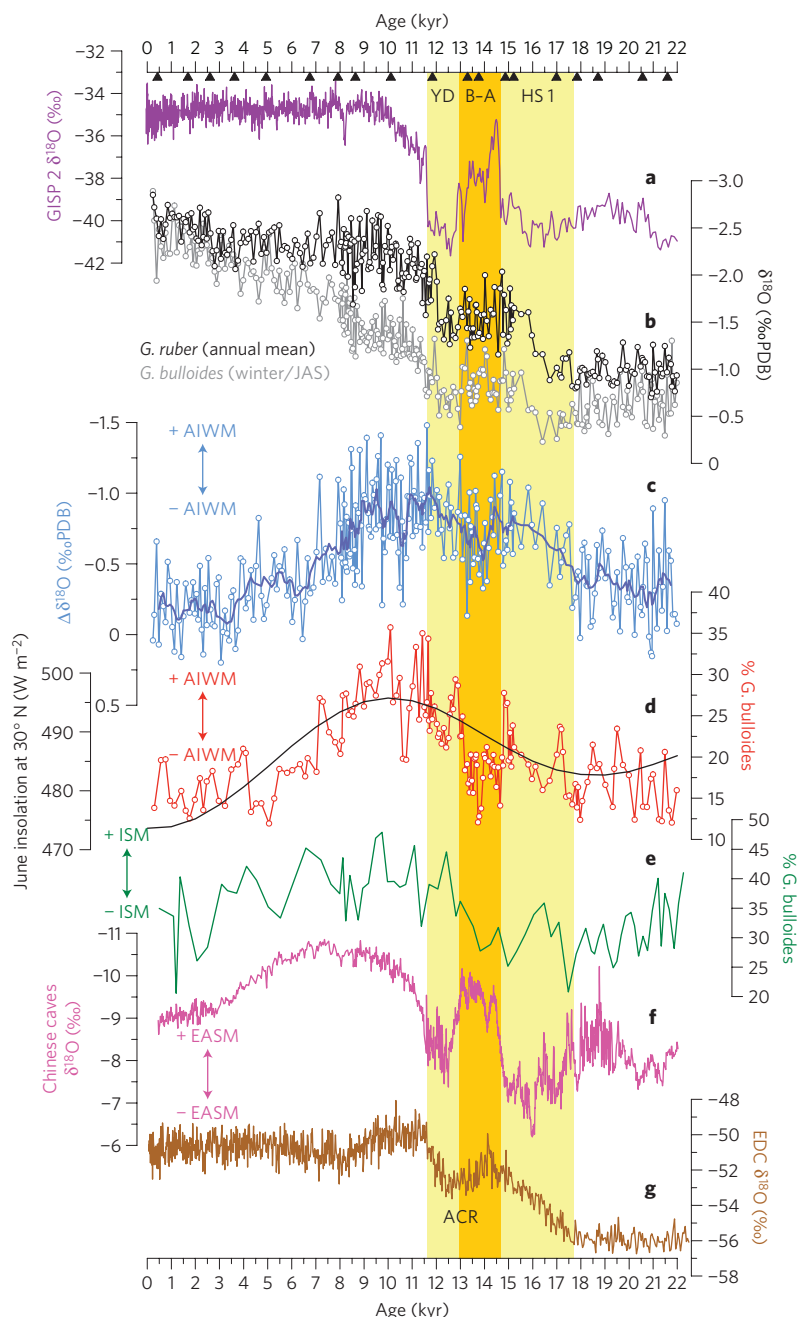 Age (kyr)
0 1 2 3 4 5 6 7 8 9 10 11 12 13 14 15 16 17 18 19 20 21 22
YD B–A HS 1
−32
−34
−36
−38
−40
−42
GISP 2 δ18O (‰)
a
−3.0
−2.5
−2.0
−1.5
−1.0
−0.5
0
δ18O (‰PDB)
b
G. ruber (annual mean)
G. bulloides (winter/JAS)
−1.5
−1.0
−0.5
0
0.5
Δδ18O (‰PDB)
+ AIWM
− AIWM
c
40
35
30
25
20
15
10
% G. bulloides
500
490
480
470
June insolation at 30° N (W m−2)
+ AIWM
− AIWM
d
50
45
40
35
30
25
20
% G. bulloides
+ ISM
− ISM
e
−11
−10
−9
−8
−7
−6
Chinese caves
δ18O (‰)
+ EASM
− EASM
f
−48
−50
−52
−54
−56
−58
EDC δ18O (‰)
g
ACR
0 1 2 3 4 5 6 7 8 9 10 11 12 13 14 15 16 17 18 19 20 21 22
Age (kyr)